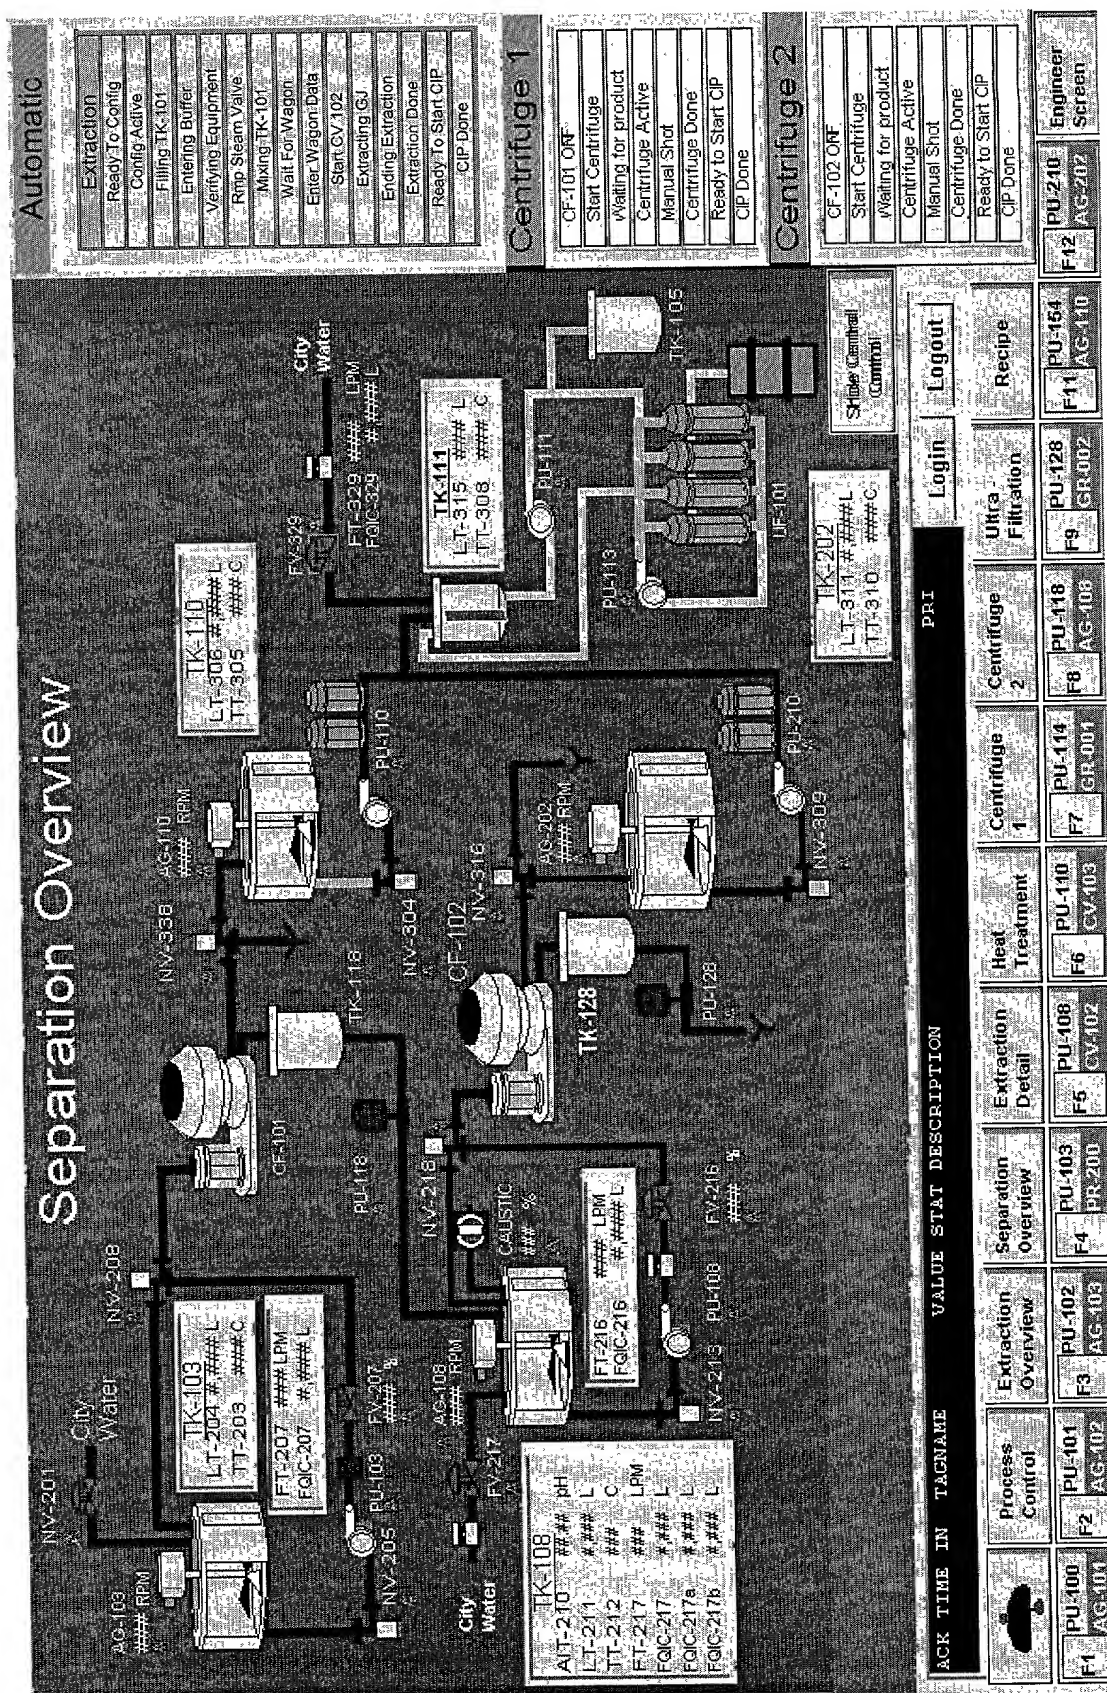 Separation Overview
NV-201
City
Water
AG-103
### RPM
TK-103
LT-204 #,### L
TT-203 ### C
FT-207 ### LPM
FQIC-207 #,### L
NV-208
NV-205
PU-103
FV-207
### %
CF-101
TK-118
PU-118
NV-338
AG-110
### RPM
TK-110
LT-306 #,### L
TT-305 ### C
NV-304
PU-110
FV-329
City
Water
FT-329 ### LPM
FQIC-329 #,### L
TK-111
LT-315 ### L
TT-308 ### C
PU-111
TK-105
PU-113
UF-101
City
Water
FV-217
AG-108
### RPM
NV-218
CAUSTIC
### %
TK-108
AIT-210 ##.## pH
LT-211 #,### L
TT-212 ### C
FT-217 ### LPM
FQIC-217 #,### L
FQIC-217a #,### L
FQIC-217b #,### L
FT-216 ### LPM
FQIC-216 #,### L
NV-213
PU-108
FV-216
### %
CF-102
TK-128
PU-128
NV-316
AG-202
### RPM
NV-309
PU-210
TK-202
LT-311 #,### L
TT-310 ### C
Automatic
Extraction
Ready To Config
Config Active
Filling TK-101
Entering Buffer
Verifying Equipment
Rmp Steam Valve
Mixing TK-101
Wait For Wagon
Enter Wagon Data
Start CV-102
Extracting GJ
Ending Extraction
Extraction Done
Ready To Start CIP
CIP Done
Centrifuge 1
CF-101 Off
Start Centrifuge
Waiting for product
Centrifuge Active
Manual Shot
Centrifuge Done
Ready to Start CIP
CIP Done
Centrifuge 2
CF-102 Off
Start Centrifuge
Waiting for product
Centrifuge Active
Manual Shot
Centrifuge Done
Ready to Start CIP
CIP Done
Control
ACK TIME IN TAGNAME VALUE STAT DESCRIPTION PRI
Login Logout
Process
Control
Extraction
Overview
Separation
Overview
Extraction
Detail
Heat
Treatment
Centrifuge
1
Centrifuge
2
Ultra
Filtration
Recipe
Engineer
Screen
F1 PU-100
AG-101
F2 PU-101
AG-102
F3 PU-102
AG-103
F4 PU-103
PR-200
F5 PU-108
CV-102
F6 PU-110
CV-103
F7 PU-114
GR-001
F8 PU-118
AG-108
F9 PU-128
GR-002
F11 PU-154
AG-110
F12 PU-210
AG-202